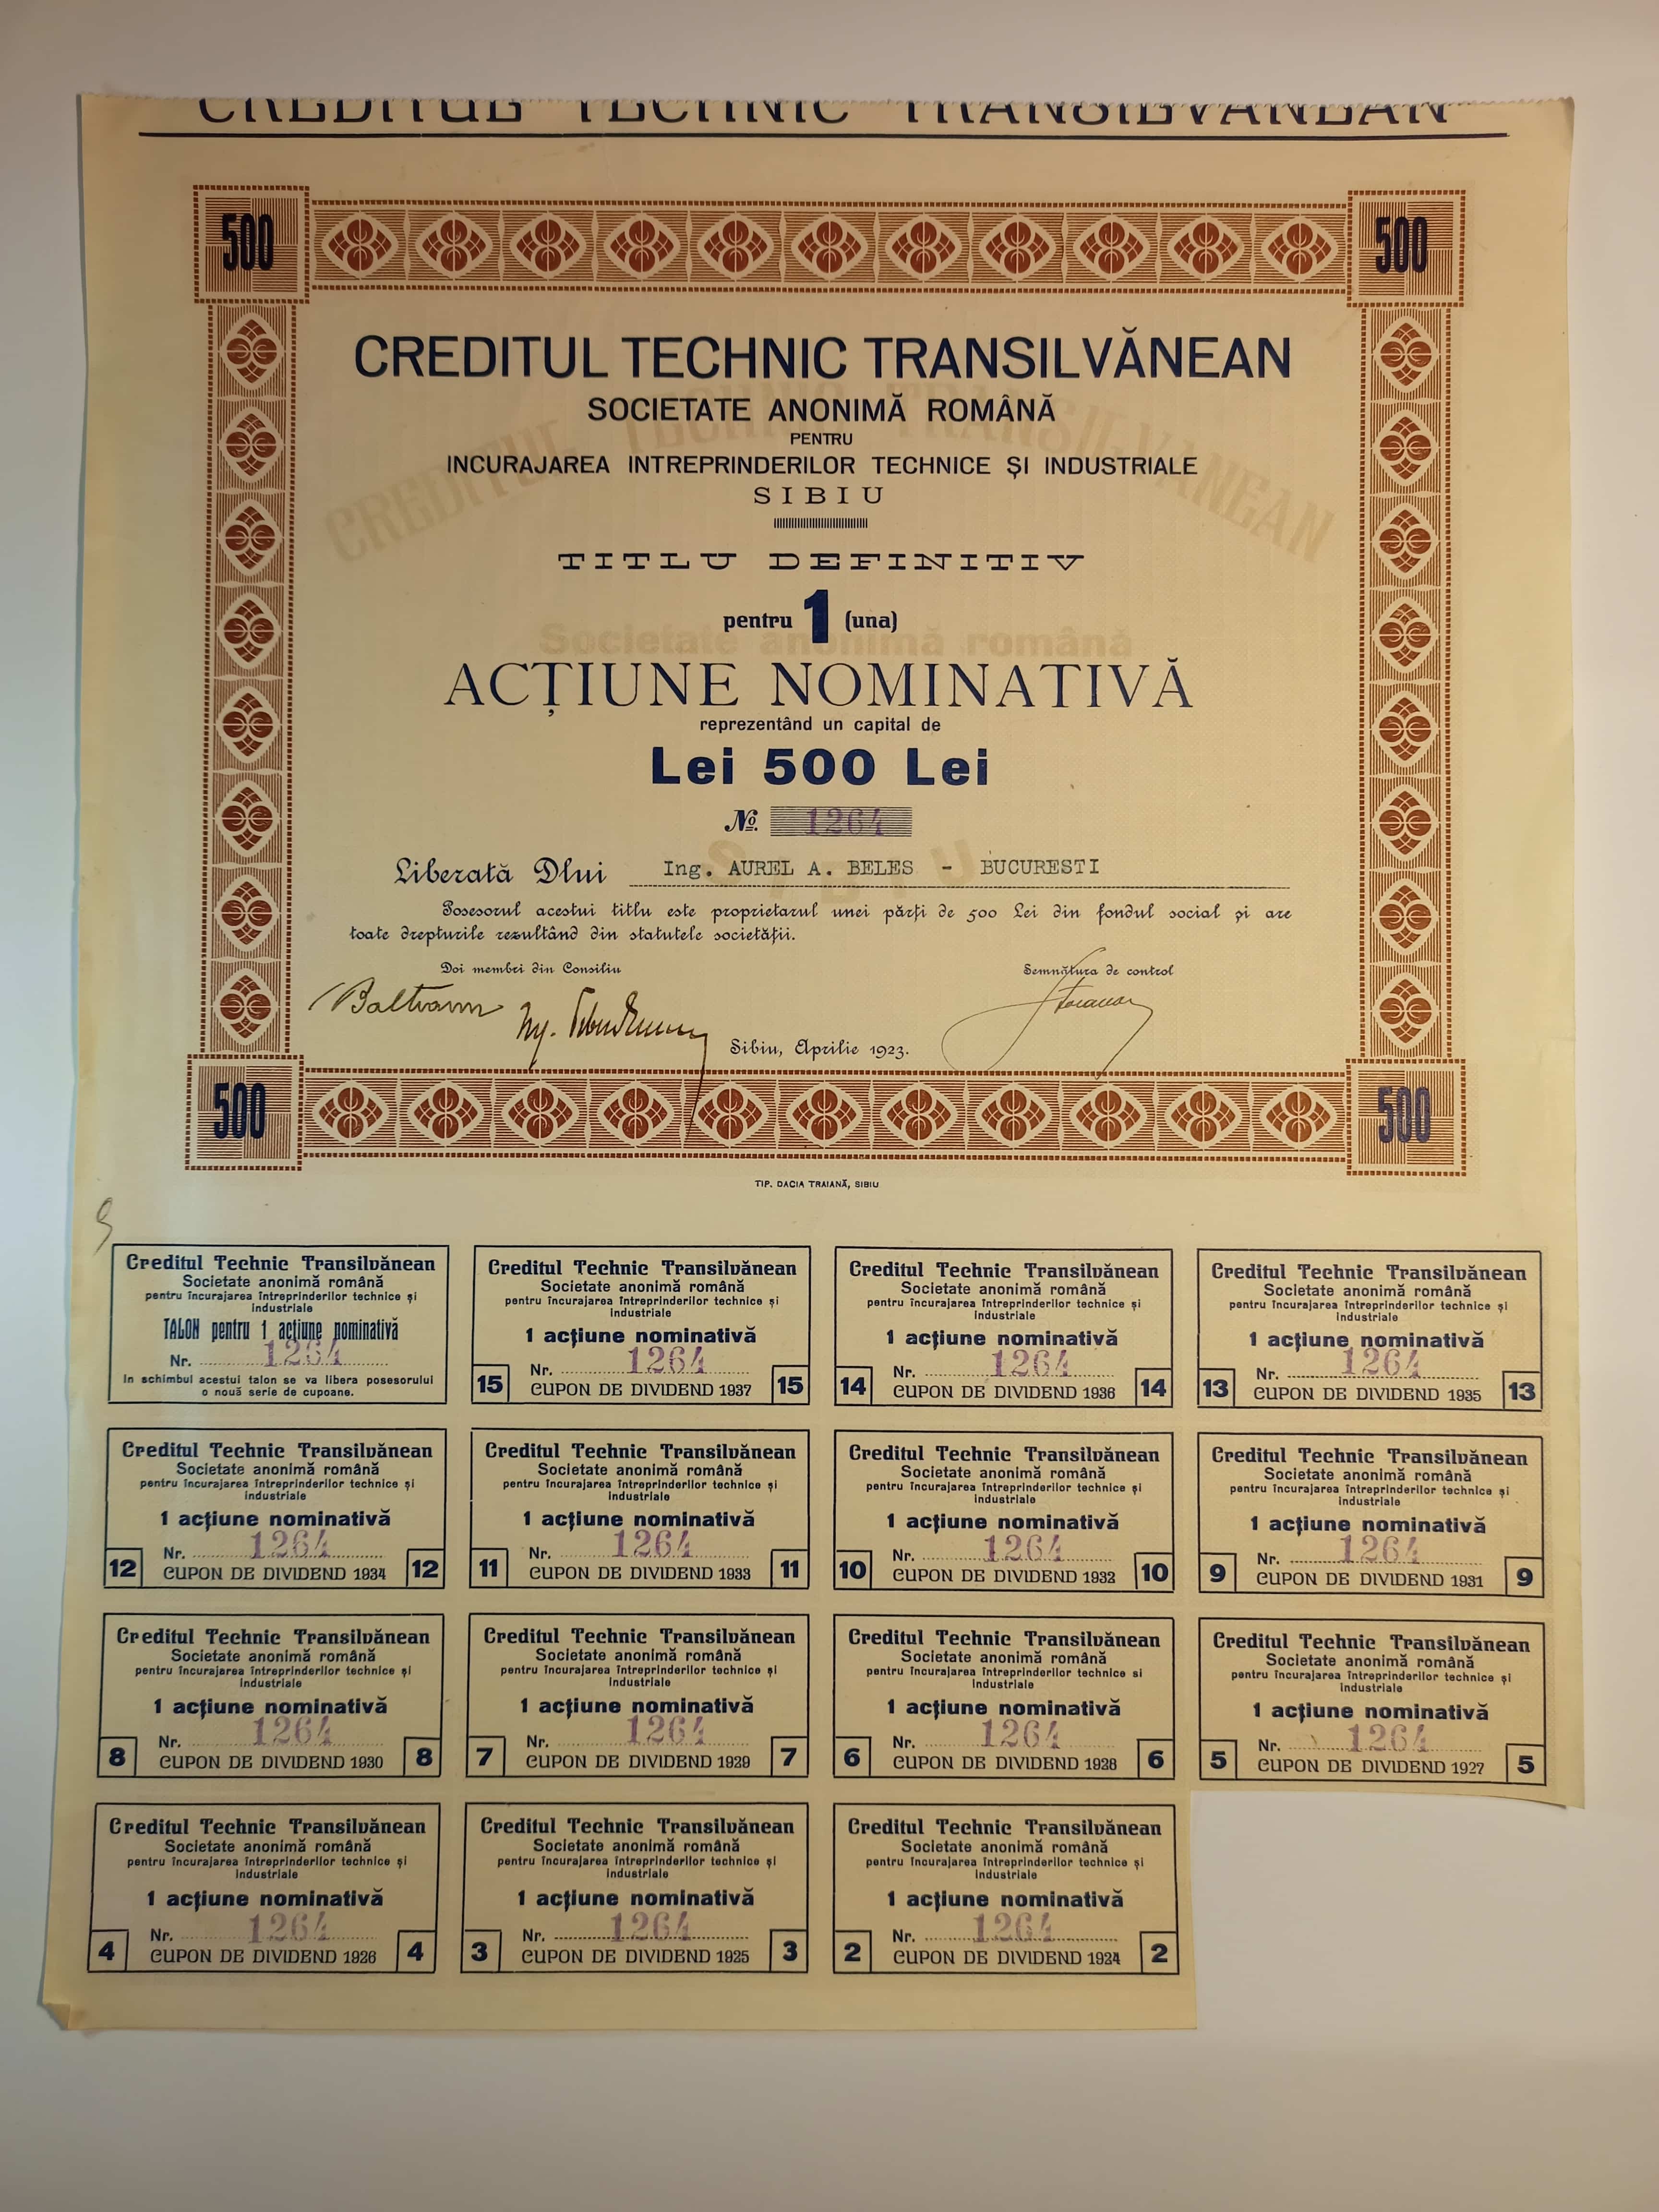 CREDITUL TECHNIC TRANSILVANEAN
500 500
CREDITUL TECHNIC TRANSILVĂNEAN
SOCIETATE ANONIMĂ ROMÂNĂ
PENTRU
INCURAJAREA INTREPRINDERILOR TECHNICE ȘI INDUSTRIALE
SIBIU
CREDITUL TECHNIC TRANSILVANEAN
TITLU DEFINITIV
pentru 1 (una)
Societate anonimă română
ACȚIUNE NOMINATIVĂ
reprezentând un capital de
Lei 500 Lei
No. 1264
SIBIU
Liberată Dlui Ing. AUREL A. BELES - BUCURESTI
Posesorul acestui titlu este proprietarul unei părți de 500 Lei din fondul social și are
toate drepturile rezultând din statutele societății.
Doi membri din Consiliu Semnătura de control
Sibiu, Aprilie 1923.
500 500
TIP. DACIA TRAIANĂ, SIBIU
Creditul Technic Transilvănean
Societate anonimă română
pentru încurajarea întreprinderilor technice și
industriale
TALON pentru 1 acțiune nominativă
Nr. 1264
In schimbul acestui talon se va libera posesorului
o nouă serie de cupoane.
Creditul Technic Transilvănean
Societate anonimă română
pentru încurajarea întreprinderilor technice și
industriale
1 acțiune nominativă
Nr. 1264
15 CUPON DE DIVIDEND 1937 15
Creditul Technic Transilvănean
Societate anonimă română
pentru încurajarea întreprinderilor technice și
industriale
1 acțiune nominativă
Nr. 1264
14 CUPON DE DIVIDEND 1936 14
Creditul Technic Transilvănean
Societate anonimă română
pentru încurajarea întreprinderilor technice și
industriale
1 acțiune nominativă
Nr. 1264
13 CUPON DE DIVIDEND 1935 13
Creditul Technic Transilvănean
Societate anonimă română
pentru încurajarea întreprinderilor technice și
industriale
1 acțiune nominativă
Nr. 1264
12 CUPON DE DIVIDEND 1934 12
Creditul Technic Transilvănean
Societate anonimă română
pentru încurajarea întreprinderilor technice și
industriale
1 acțiune nominativă
Nr. 1264
11 CUPON DE DIVIDEND 1933 11
Creditul Technic Transilvănean
Societate anonimă română
pentru încurajarea întreprinderilor technice și
industriale
1 acțiune nominativă
Nr. 1264
10 CUPON DE DIVIDEND 1932 10
Creditul Technic Transilvănean
Societate anonimă română
pentru încurajarea întreprinderilor technice și
industriale
1 acțiune nominativă
Nr. 1264
9 CUPON DE DIVIDEND 1931 9
Creditul Technic Transilvănean
Societate anonimă română
pentru încurajarea întreprinderilor technice și
industriale
1 acțiune nominativă
Nr. 1264
8 CUPON DE DIVIDEND 1930 8
Creditul Technic Transilvănean
Societate anonimă română
pentru încurajarea întreprinderilor technice și
industriale
1 acțiune nominativă
Nr. 1264
7 CUPON DE DIVIDEND 1929 7
Creditul Technic Transilvănean
Societate anonimă română
pentru încurajarea întreprinderilor technice si
industriale
1 acțiune nominativă
Nr. 1264
6 CUPON DE DIVIDEND 1928 6
Creditul Technic Transilvănean
Societate anonimă română
pentru încurajarea întreprinderilor technice și
industriale
1 acțiune nominativă
Nr. 1264
5 CUPON DE DIVIDEND 1927 5
Creditul Technic Transilvănean
Societate anonimă română
pentru încurajarea întreprinderilor technice și
industriale
1 acțiune nominativă
Nr. 1264
4 CUPON DE DIVIDEND 1926 4
Creditul Technic Transilvănean
Societate anonimă română
pentru încurajarea întreprinderilor technice și
industriale
1 acțiune nominativă
Nr. 1264
3 CUPON DE DIVIDEND 1925 3
Creditul Technic Transilvănean
Societate anonimă română
pentru încurajarea întreprinderilor technice și
industriale
1 acțiune nominativă
Nr. 1264
2 CUPON DE DIVIDEND 1924 2